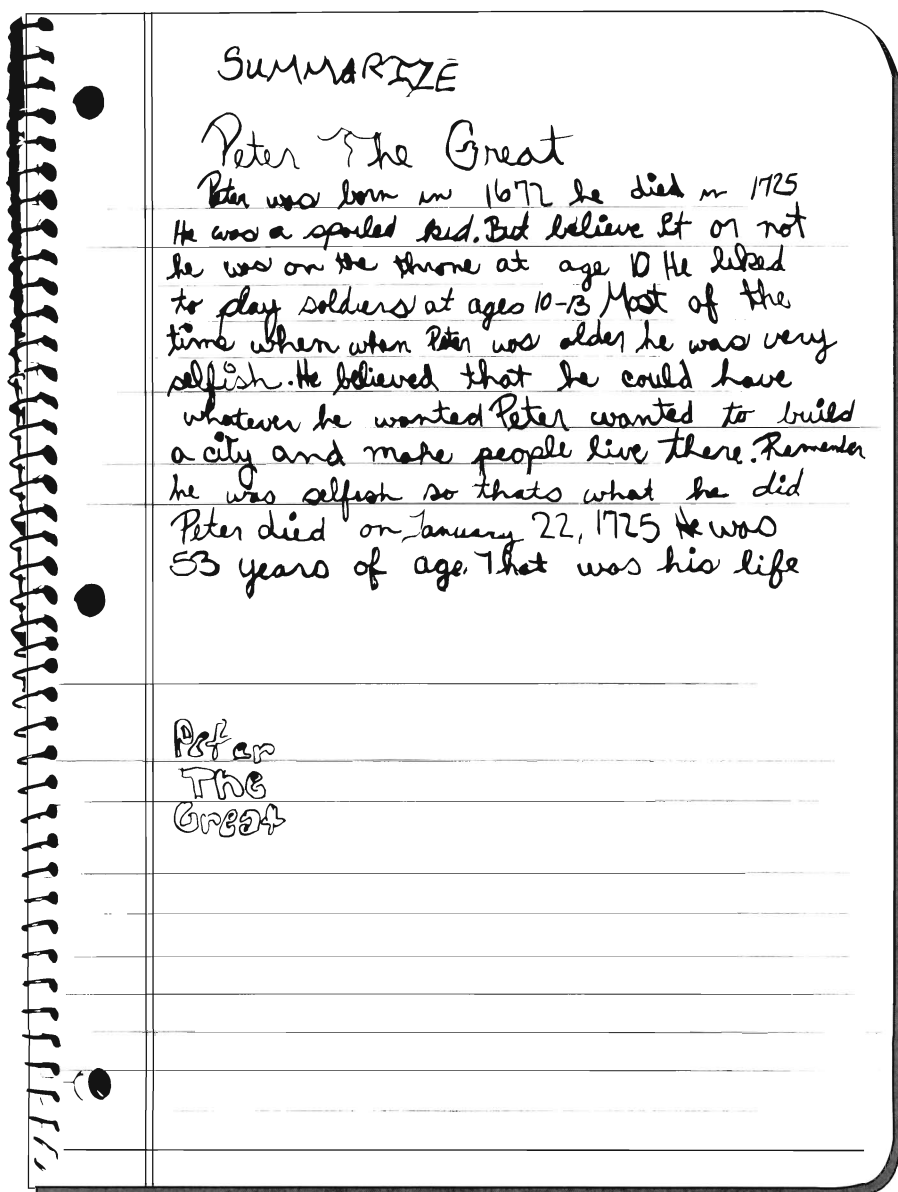 SUMMARIZE
Peter The Great
Peter was born in 1672 he died in 1725
He was a spoiled kid. But believe It or not
he was on the throne at age 10 He liked
to play soldiers at ages 10-13 Most of the
time when when Peter was older he was very
selfish. He believed that he could have
whatever he wanted Peter wanted to build
a city and make people live there. Remember
he was selfish so thats what he did
Peter died on January 22, 1725 He was
53 years of age. That was his life
Peter
The
Great